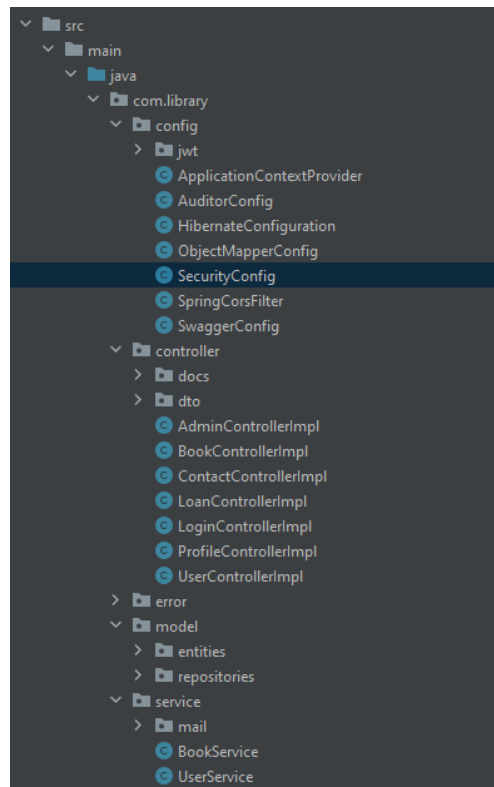 src
main
java
com.library
config
jwt
ApplicationContextProvider
AuditorConfig
HibernateConfiguration
ObjectMapperConfig
SecurityConfig
SpringCorsFilter
SwaggerConfig
controller
docs
dto
AdminControllerImpl
BookControllerImpl
ContactControllerImpl
LoanControllerImpl
LoginControllerImpl
ProfileControllerImpl
UserControllerImpl
error
model
entities
repositories
service
mail
BookService
UserService